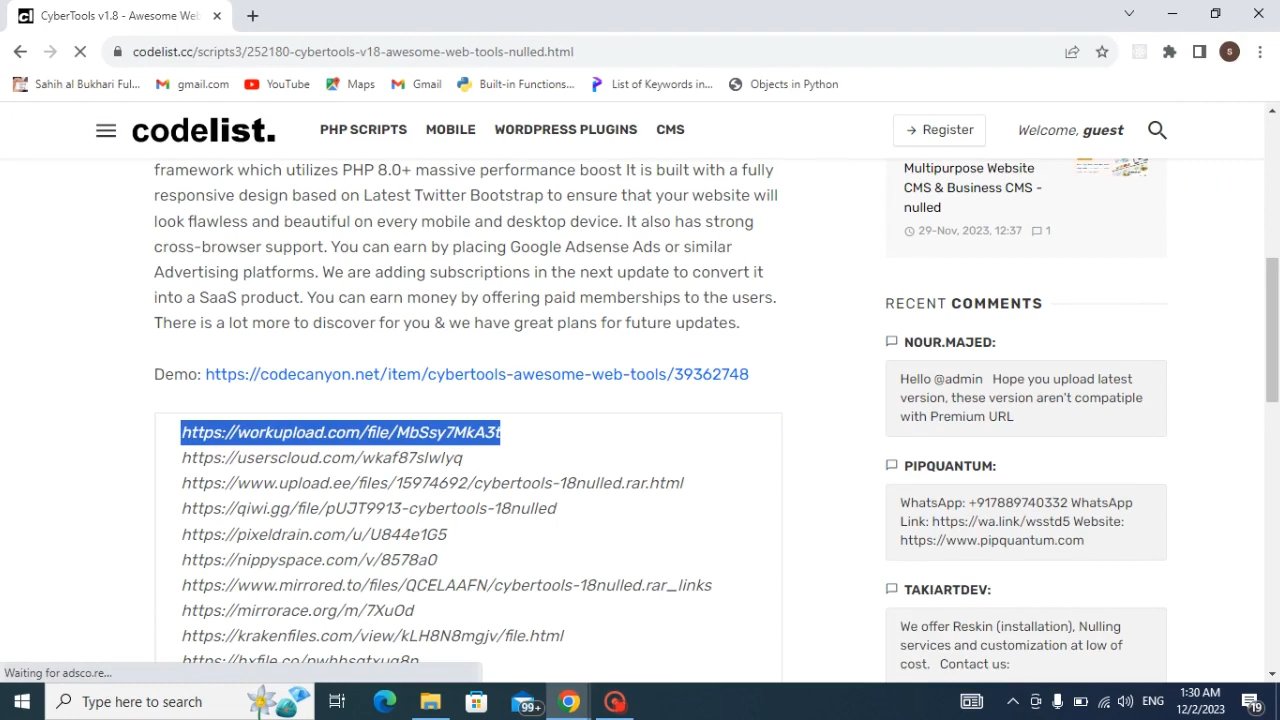 CyberTools v1.8 - Awesome Web
codelist.cc/scripts3/252180-cybertools-v18-awesome-web-tools-nulled.html
S
Sahih al Bukhari Ful...
gmail.com
YouTube
Maps
Gmail
Built-in Functions...
List of Keywords in...
Objects in Python
codelist.
PHP SCRIPTS
MOBILE
WORDPRESS PLUGINS
CMS
→ Register
Welcome, guest
framework which utilizes PHP 8.0+ massive performance boost It is built with a fully
responsive design based on Latest Twitter Bootstrap to ensure that your website will
look flawless and beautiful on every mobile and desktop device. It also has strong
cross-browser support. You can earn by placing Google Adsense Ads or similar
Advertising platforms. We are adding subscriptions in the next update to convert it
into a SaaS product. You can earn money by offering paid memberships to the users.
There is a lot more to discover for you & we have great plans for future updates.
Demo: https://codecanyon.net/item/cybertools-awesome-web-tools/39362748
https://workupload.com/file/MbSsy7MkA3t
https://userscloud.com/wkaf87slwlyq
https://www.upload.ee/files/15974692/cybertools-18nulled.rar.html
https://qiwi.gg/file/pUJT9913-cybertools-18nulled
https://pixeldrain.com/u/U844e1G5
https://nippyspace.com/v/8578a0
https://www.mirrored.to/files/QCELAAFN/cybertools-18nulled.rar_links
https://mirrorace.org/m/7XuOd
https://krakenfiles.com/view/kLH8N8mgjv/file.html
Multipurpose Website
CMS & Business CMS -
nulled
29-Nov, 2023, 12:37 1
RECENT COMMENTS
NOUR.MAJED:
Hello @admin Hope you upload latest
version, these version aren't compatiple
with Premium URL
PIPQUANTUM:
WhatsApp: +917889740332 WhatsApp
Link: https://wa.link/wsstd5 Website:
https://www.pipquantum.com
TAKIARTDEV:
We offer Reskin (installation), Nulling
services and customization at low of
cost. Contact us:
Waiting for adsco.re...
Type here to search
99+
ENG
1:30 AM
12/2/2023
19